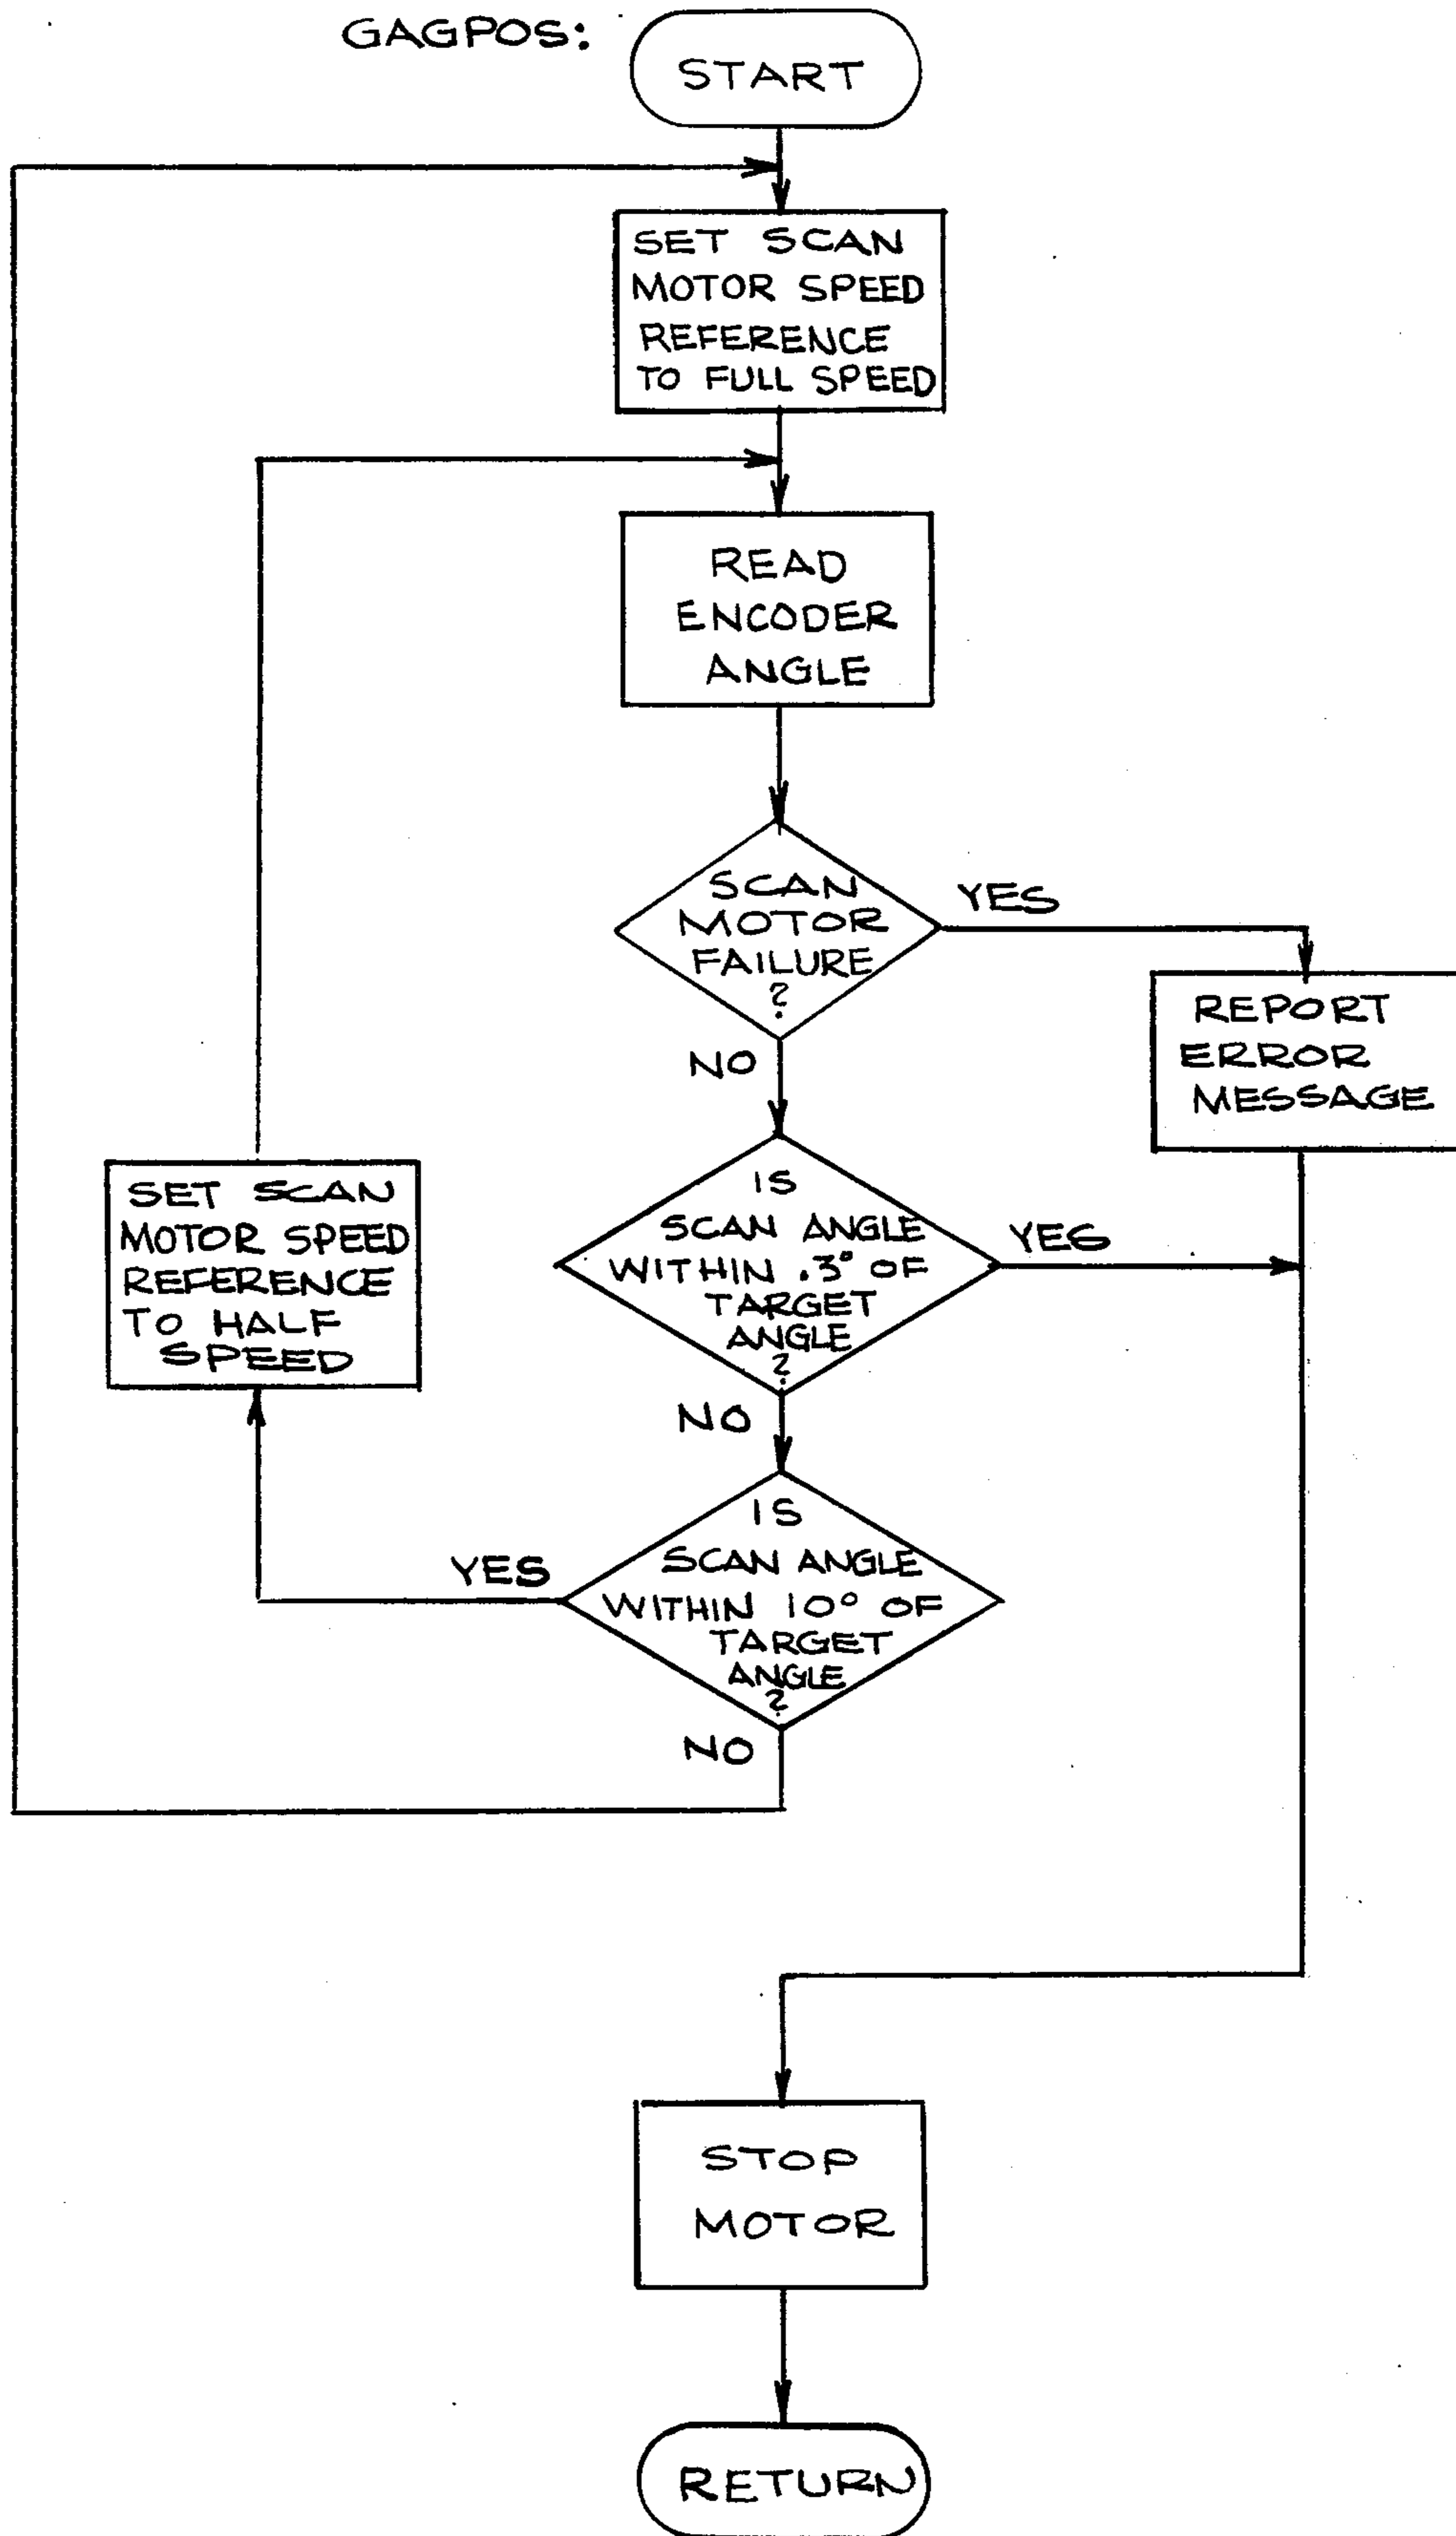 GAGPOS:
START
SET SCAN
MOTOR SPEED
REFERENCE
TO FULL SPEED
READ
ENCODER
ANGLE
SCAN
MOTOR
FAILURE
?
YES
REPORT
ERROR
MESSAGE
NO
IS
SCAN ANGLE
WITHIN .3° OF
TARGET
ANGLE
?
YES
SET SCAN
MOTOR SPEED
REFERENCE
TO HALF
SPEED
NO
IS
SCAN ANGLE
WITHIN 10° OF
TARGET
ANGLE
?
YES
NO
STOP
MOTOR
RETURN